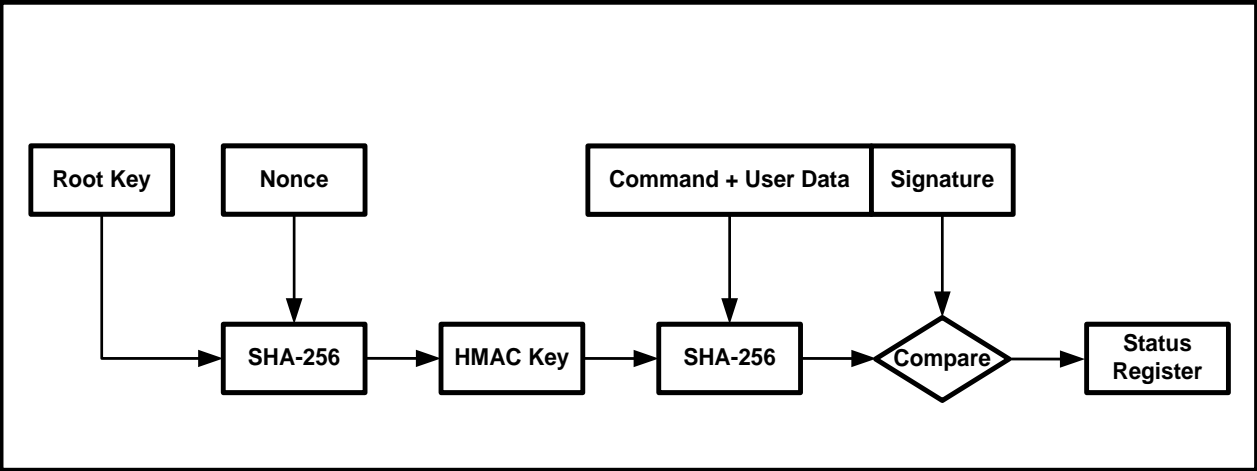 Root Key
Nonce
Command + User Data
Signature
SHA-256
HMAC Key
SHA-256
Compare
Status
Register